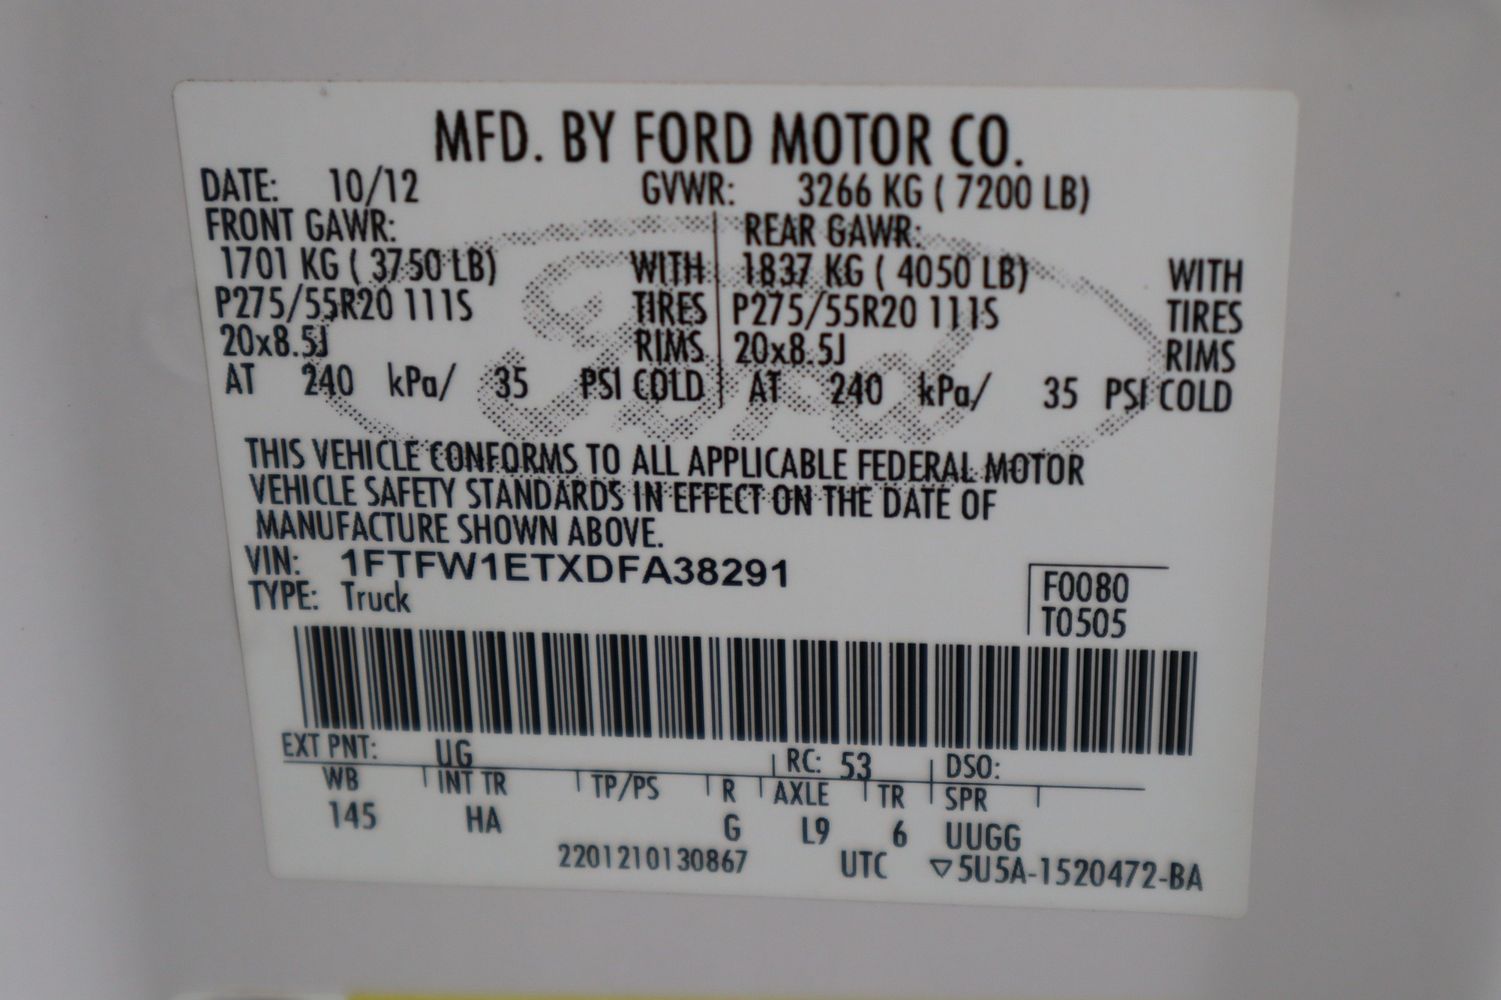 MFD. BY FORD MOTOR CO.
DATE: 10/12 GVWR: 3266 KG ( 7200 LB)
FRONT GAWR: REAR GAWR:
1701 KG ( 3750 LB) WITH 1837 KG ( 4050 LB) WITH
P275/55R20 111S TIRES P275/55R20 111S TIRES
20x8.5J RIMS 20x8.5J RIMS
AT 240 kPa/ 35 PSI COLD AT 240 kPa/ 35 PSI COLD
Ford
THIS VEHICLE CONFORMS TO ALL APPLICABLE FEDERAL MOTOR
VEHICLE SAFETY STANDARDS IN EFFECT ON THE DATE OF
MANUFACTURE SHOWN ABOVE.
VIN: 1FTFW1ETXDFA38291
TYPE: Truck
F0080
T0505
EXT PNT: UG RC: 53 DSO:
WB INT TR TP/PS R AXLE TR SPR
145 HA G L9 6 UUGG
2201210130867 UTC ▽5U5A-1520472-BA